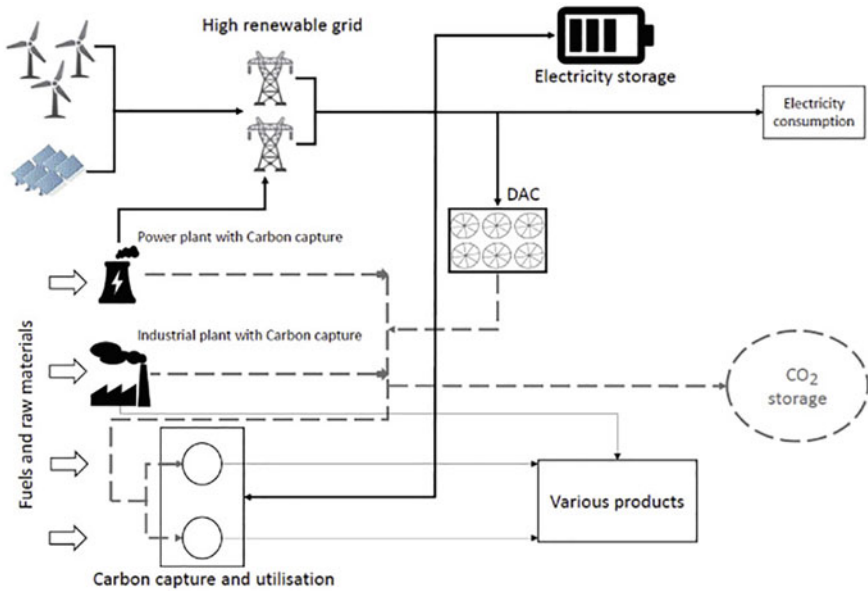 High renewable grid
Electricity storage
Electricity
consumption
DAC
Power plant with Carbon capture
Industrial plant with Carbon capture
Fuels and raw materials
CO₂
storage
Various products
Carbon capture and utilisation